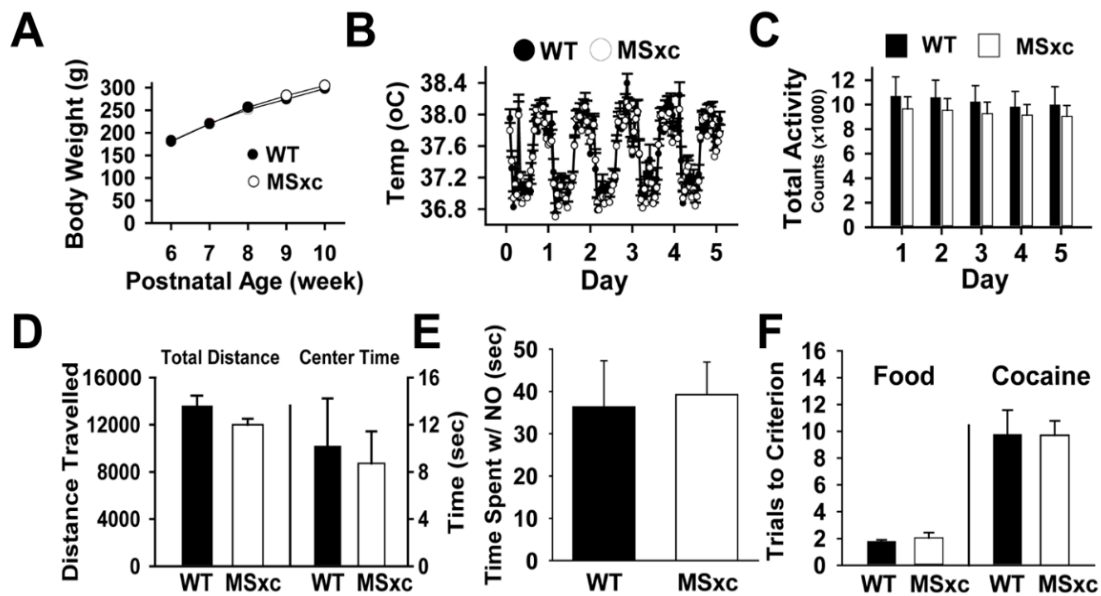 A
Body Weight (g)
300
250
200
150
100
50
0
WT
MSxc
6 7 8 9 10
Postnatal Age (week)
B
WT MSxc
Temp (oC)
38.4
38.0
37.6
37.2
36.8
0 1 2 3 4 5
Day
C
WT MSxc
Total Activity
Counts (x1000)
12
10
8
6
4
2
0
1 2 3 4 5
Day
D
Total Distance Center Time
Distance Travelled
16000
12000
8000
4000
0
16
12
8
4
0
Time (sec)
WT MSxc WT MSxc
E
Time Spent w/ NO (sec)
50
40
30
20
10
0
WT MSxc
F
Food Cocaine
Trials to Criterion
16
14
12
10
8
6
4
2
0
WT MSxc WT MSxc